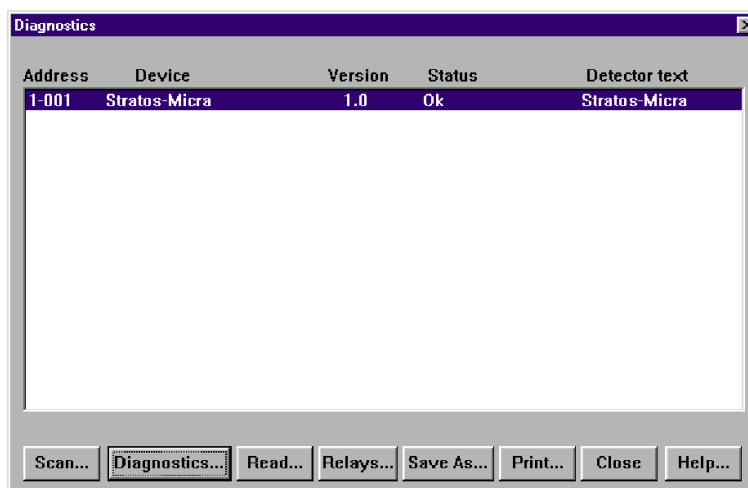 Diagnostics
Address Device Version Status Detector text
1-001 Stratos-Micra 1.0 Ok Stratos-Micra
Scan... Diagnostics... Read... Relays... Save As... Print... Close Help...